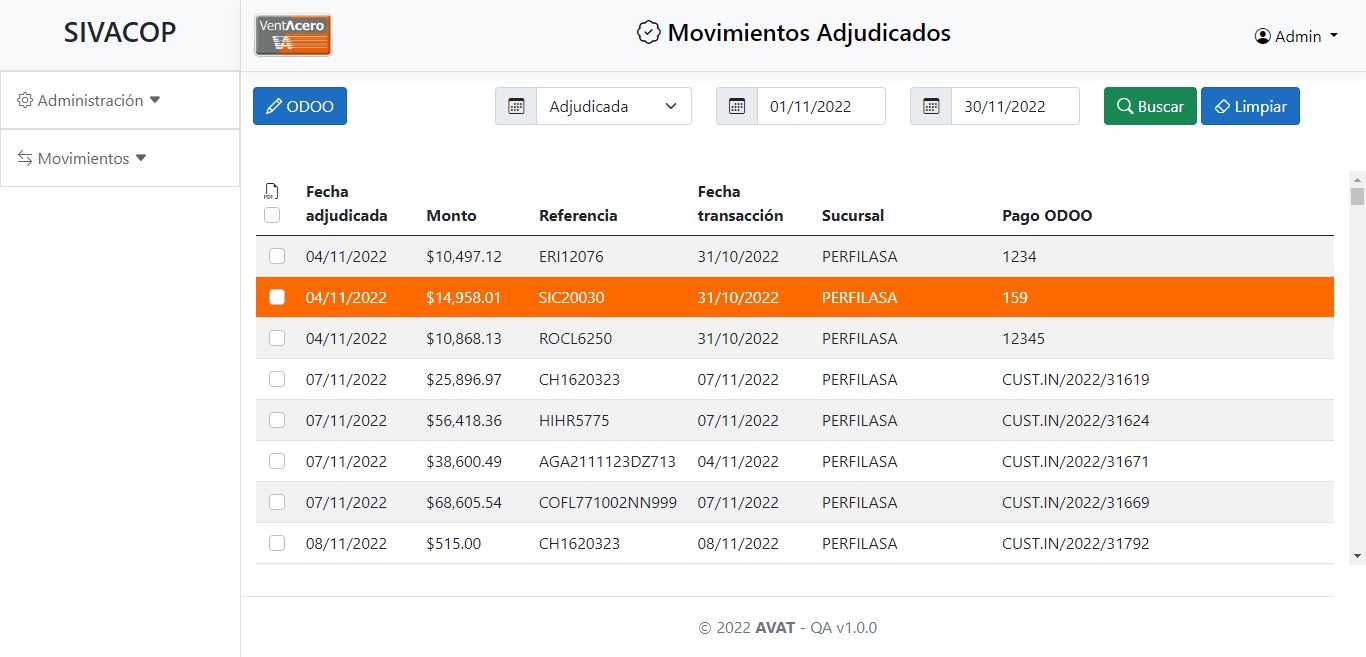 SIVACOP
VentAcero
VA
Movimientos Adjudicados
Admin
Administración
Movimientos
ODOO
Adjudicada
01/11/2022
30/11/2022
Buscar
Limpiar
PDF
Fecha adjudicada Monto Referencia Fecha transacción Sucursal Pago ODOO
04/11/2022 $10,497.12 ERI12076 31/10/2022 PERFILASA 1234
04/11/2022 $14,958.01 SIC20030 31/10/2022 PERFILASA 159
04/11/2022 $10,868.13 ROCL6250 31/10/2022 PERFILASA 12345
07/11/2022 $25,896.97 CH1620323 07/11/2022 PERFILASA CUST.IN/2022/31619
07/11/2022 $56,418.36 HIHR5775 07/11/2022 PERFILASA CUST.IN/2022/31624
07/11/2022 $38,600.49 AGA2111123DZ713 04/11/2022 PERFILASA CUST.IN/2022/31671
07/11/2022 $68,605.54 COFL771002NN999 07/11/2022 PERFILASA CUST.IN/2022/31669
08/11/2022 $515.00 CH1620323 08/11/2022 PERFILASA CUST.IN/2022/31792
© 2022 AVAT - QA v1.0.0